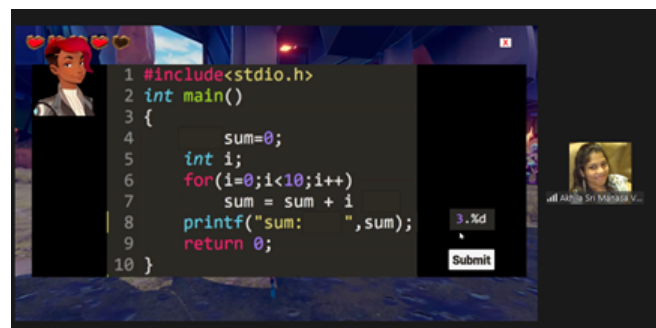 X
1 #include<stdio.h>
2 int main()
3 {
4 sum=0;
5 int i;
6 for(i=0;i<10;i++)
7 sum = sum + i
8 printf("sum: ",sum);
9 return 0;
10 }
3.%d
Submit
Akhila Sri Manasa V...